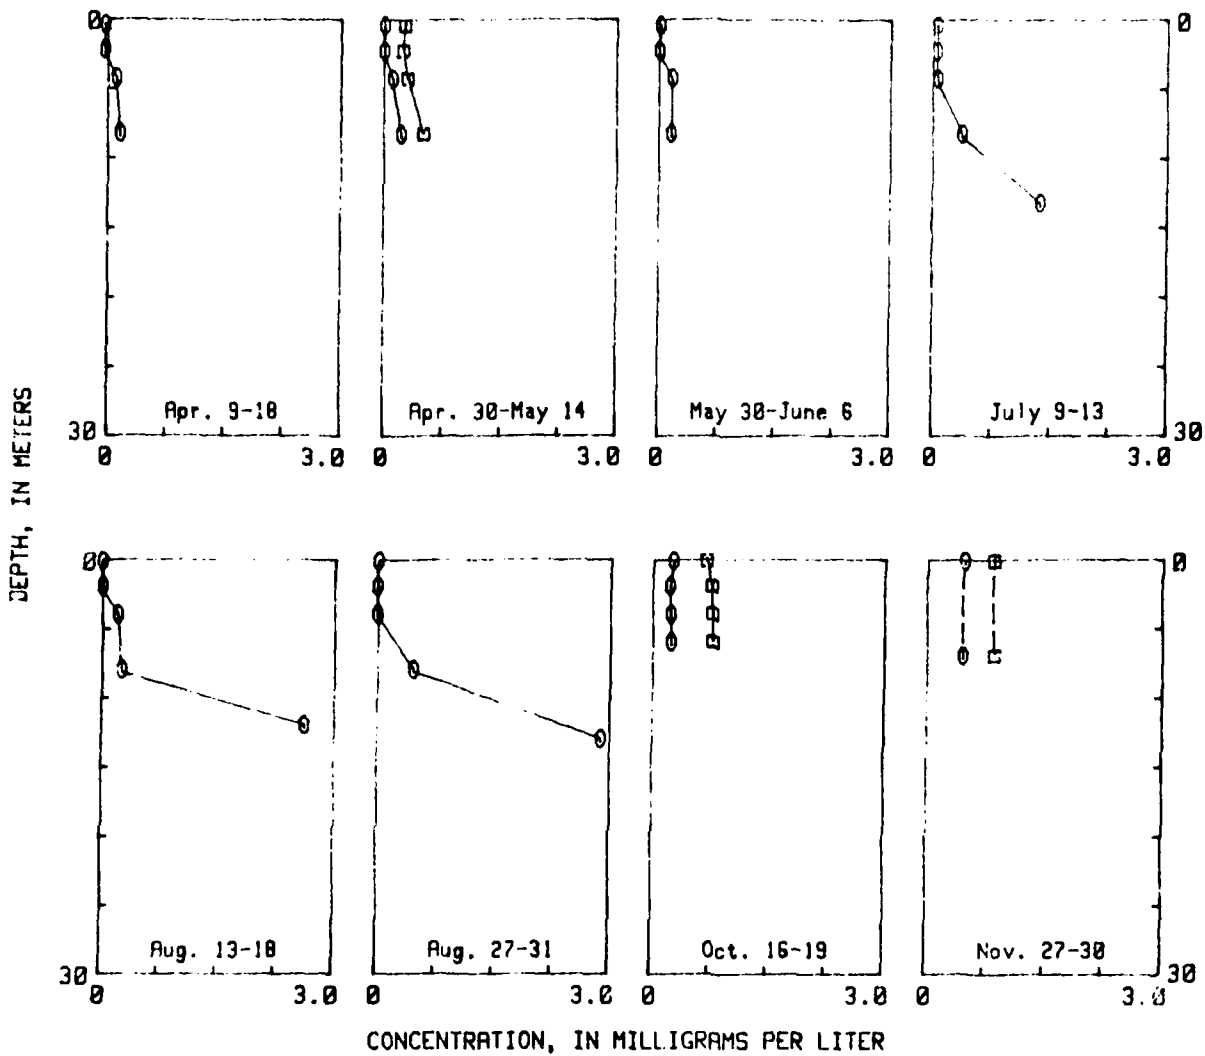 0 0
Apr. 9-18 Apr. 30-May 14 May 30-June 6 July 9-13
30 30
0 3.0 0 3.0 0 3.0 0 3.0
DEPTH, IN METERS
0 0
Aug. 13-18 Aug. 27-31 Oct. 16-19 Nov. 27-30
30 30
0 3.0 0 3.0 0 3.0 0 3.0
CONCENTRATION, IN MILLIGRAMS PER LITER